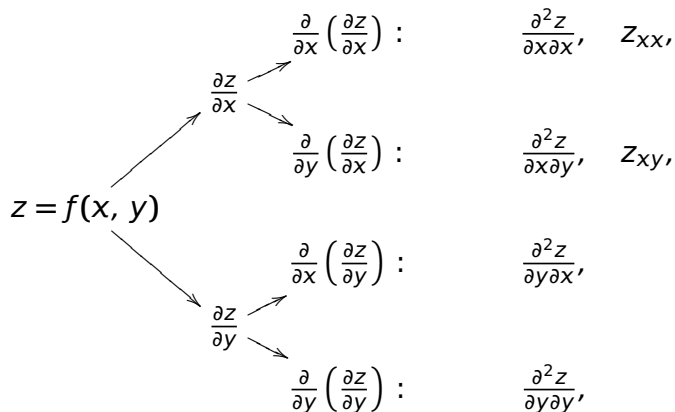 ∂/∂x (∂z/∂x) : ∂²z/∂x∂x, z_xx,
∂z/∂x
∂/∂y (∂z/∂x) : ∂²z/∂x∂y, z_xy,
z = f(x, y)
∂/∂x (∂z/∂y) : ∂²z/∂y∂x,
∂z/∂y
∂/∂y (∂z/∂y) : ∂²z/∂y∂y,